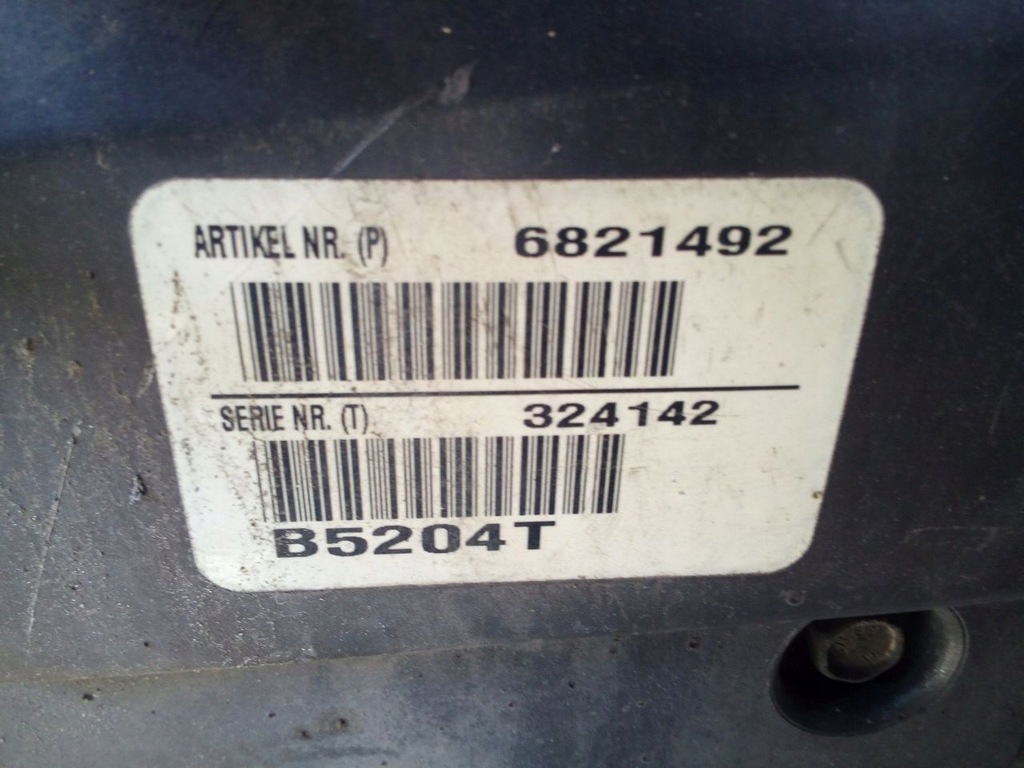 ARTIKEL NR. (P) 6821492
SERIE NR. (T) 324142
B5204T